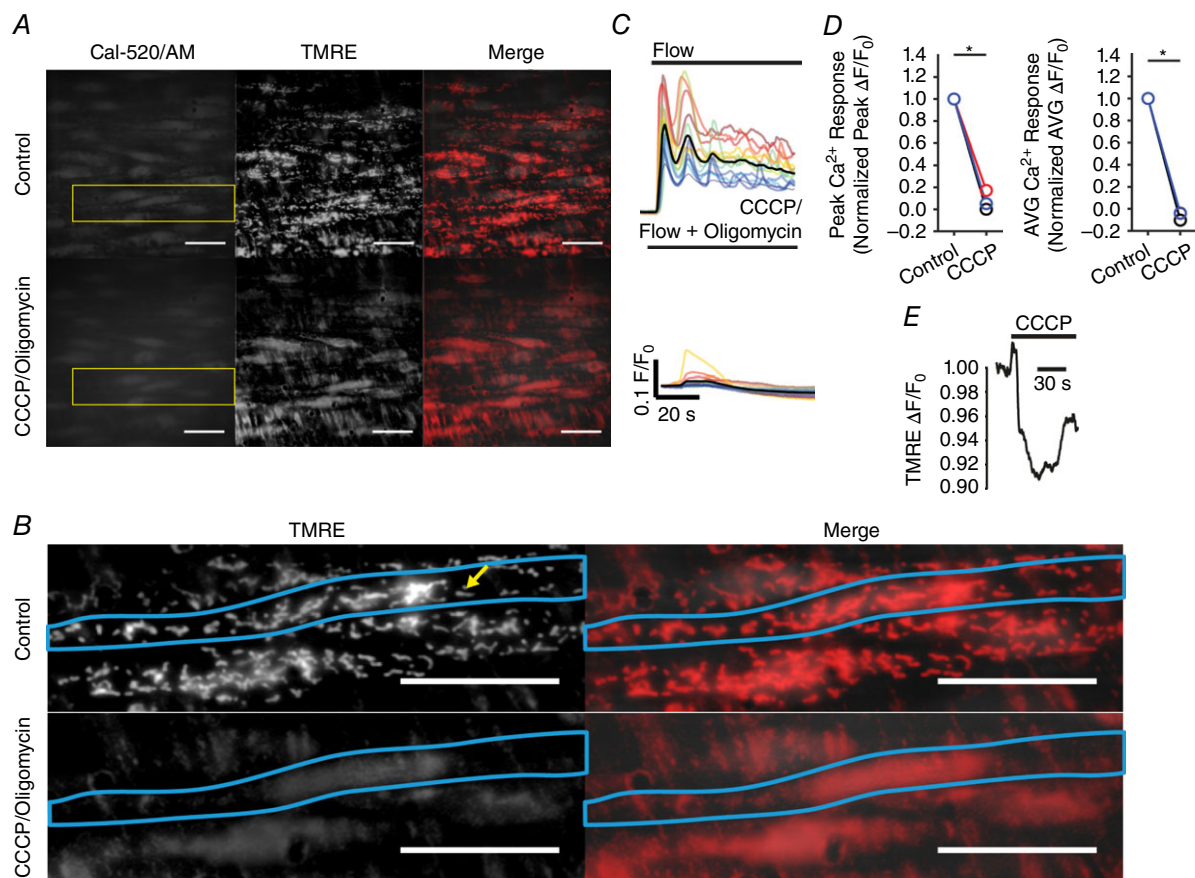 A
Cal-520/AM
TMRE
Merge
Control
CCCP/Oligomycin
B
TMRE
Merge
Control
CCCP/Oligomycin
C
Flow
CCCP/
Flow + Oligomycin
0.1 F/F0
20 s
D
Peak Ca2+ Response
(Normalized Peak ΔF/F0)
1.4
1.2
1.0
0.8
0.6
0.4
0.2
0.0
−0.2
Control
CCCP
*
AVG Ca2+ Response
(Normalized AVG ΔF/F0)
1.4
1.2
1.0
0.8
0.6
0.4
0.2
0.0
−0.2
Control
CCCP
*
E
CCCP
30 s
TMRE ΔF/F0
1.00
0.98
0.96
0.94
0.92
0.90